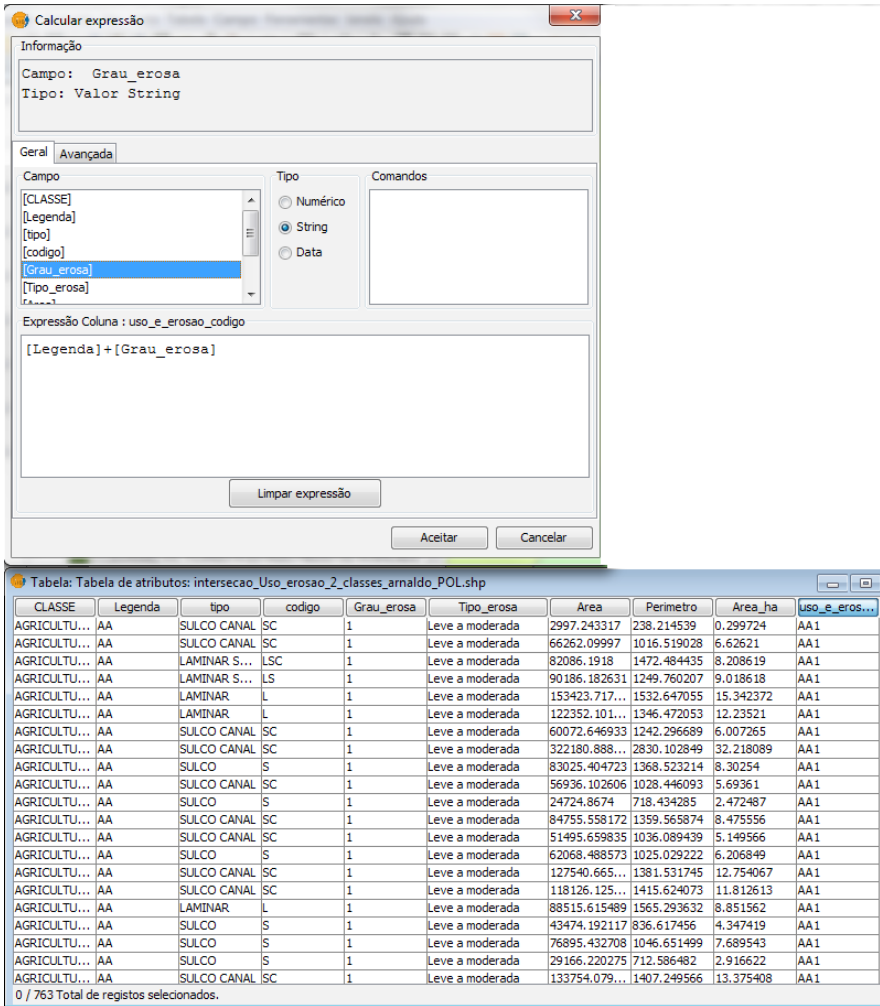 Calcular expressão
Informação
Campo:  Grau_erosa
Tipo: Valor String
Geral Avançada
Campo Tipo Comandos
[CLASSE]
[Legenda]
[tipo]
[codigo]
[Grau_erosa]
[Tipo_erosa]
Numérico
String
Data
Expressão Coluna : uso_e_erosao_codigo
[Legenda]+[Grau_erosa]
Limpar expressão
Aceitar Cancelar
Tabela: Tabela de atributos: intersecao_Uso_erosao_2_classes_arnaldo_POL.shp
CLASSE Legenda tipo codigo Grau_erosa Tipo_erosa Area Perimetro Area_ha uso_e_eros...
AGRICULTU... AA SULCO CANAL SC 1 Leve a moderada 2997.243317 238.214539 0.299724 AA1
AGRICULTU... AA SULCO CANAL SC 1 Leve a moderada 66262.09997 1016.519028 6.62621 AA1
AGRICULTU... AA LAMINAR S... LSC 1 Leve a moderada 82086.1918 1472.484435 8.208619 AA1
AGRICULTU... AA LAMINAR S... LS 1 Leve a moderada 90186.182631 1249.760207 9.018618 AA1
AGRICULTU... AA LAMINAR L 1 Leve a moderada 153423.717... 1532.647055 15.342372 AA1
AGRICULTU... AA LAMINAR L 1 Leve a moderada 122352.101... 1346.472053 12.23521 AA1
AGRICULTU... AA SULCO CANAL SC 1 Leve a moderada 60072.646933 1242.296689 6.007265 AA1
AGRICULTU... AA SULCO CANAL SC 1 Leve a moderada 322180.888... 2830.102849 32.218089 AA1
AGRICULTU... AA SULCO S 1 Leve a moderada 83025.404723 1368.523214 8.30254 AA1
AGRICULTU... AA SULCO CANAL SC 1 Leve a moderada 56936.102606 1028.446093 5.69361 AA1
AGRICULTU... AA SULCO S 1 Leve a moderada 24724.8674 718.434285 2.472487 AA1
AGRICULTU... AA SULCO CANAL SC 1 Leve a moderada 84755.558172 1359.565874 8.475556 AA1
AGRICULTU... AA SULCO CANAL SC 1 Leve a moderada 51495.659835 1036.089439 5.149566 AA1
AGRICULTU... AA SULCO S 1 Leve a moderada 62068.488573 1025.029222 6.206849 AA1
AGRICULTU... AA SULCO CANAL SC 1 Leve a moderada 127540.665... 1381.531745 12.754067 AA1
AGRICULTU... AA SULCO CANAL SC 1 Leve a moderada 118126.125... 1415.624073 11.812613 AA1
AGRICULTU... AA LAMINAR L 1 Leve a moderada 88515.615489 1565.293632 8.851562 AA1
AGRICULTU... AA SULCO S 1 Leve a moderada 43474.192117 836.617456 4.347419 AA1
AGRICULTU... AA SULCO S 1 Leve a moderada 76895.432708 1046.651499 7.689543 AA1
AGRICULTU... AA SULCO S 1 Leve a moderada 29166.220275 712.586482 2.916622 AA1
AGRICULTU... AA SULCO CANAL SC 1 Leve a moderada 133754.079... 1407.249566 13.375408 AA1
0 / 763 Total de registos selecionados.